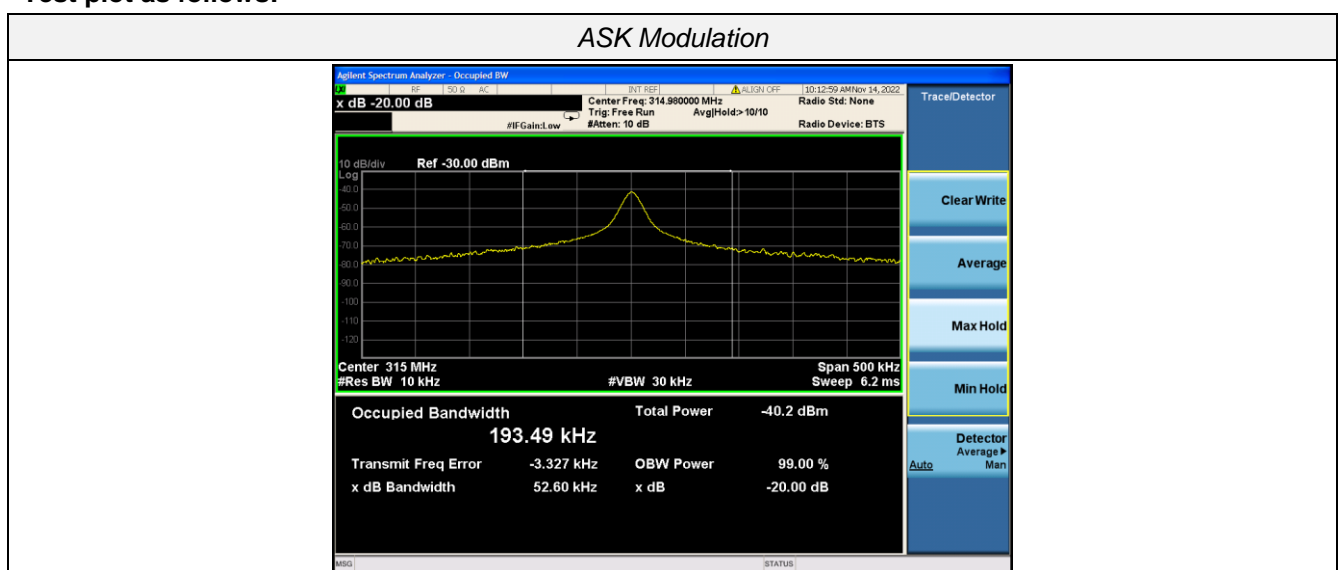 Test plot as follows:
ASK Modulation
Agilent Spectrum Analyzer - Occupied BW
RF 50 Ω AC INT REF ALIGN OFF 10:12:59 AM Nov 14, 2022
x dB -20.00 dB Center Freq: 314.980000 MHz Radio Std: None
Trig: Free Run Avg|Hold:> 10/10
#IFGain:Low #Atten: 10 dB Radio Device: BTS
Trace/Detector
10 dB/div Ref -30.00 dBm
Log
-40.0
-50.0
-60.0
-70.0
-80.0
-90.0
-100
-110
-120
Center 315 MHz Span 500 kHz
#Res BW 10 kHz #VBW 30 kHz Sweep 6.2 ms
Clear Write
Average
Max Hold
Min Hold
Detector
Average
Auto Man
Occupied Bandwidth Total Power -40.2 dBm
193.49 kHz
Transmit Freq Error -3.327 kHz OBW Power 99.00 %
x dB Bandwidth 52.60 kHz x dB -20.00 dB
MSG STATUS